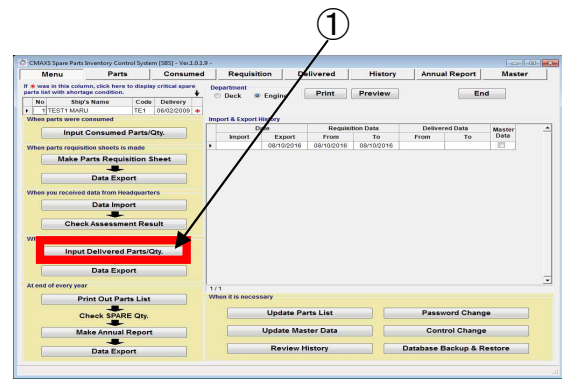 ①
CMAXS Spare Parts Inventory Control System [SBS] - Ver.1.0.1.9 -
Menu Parts Consumed Requisition Delivered History Annual Report Master
If * was in this column, click here to display critical spare
parts list with shortage condition.
No Ship's Name Code Delivery
1 TEST1 MARU TE1 06/02/2009 *
Department
Deck Engine Print Preview End
When parts were consumed
Input Consumed Parts/Qty.
When parts requisition sheets is made
Make Parts Requisition Sheet
Data Export
When you received data from Headquarters
Data Import
Check Assessment Result
Input Delivered Parts/Qty.
Data Export
At end of every year
Print Out Parts List
Check SPARE Qty.
Make Annual Report
Data Export
Import & Export History
Date Requisition Data Delivered Data Master
Import Export From To From To Data
08/10/2016 08/10/2016 08/10/2016
1/1
When it is necessary
Update Parts List Password Change
Update Master Data Control Change
Review History Database Backup & Restore